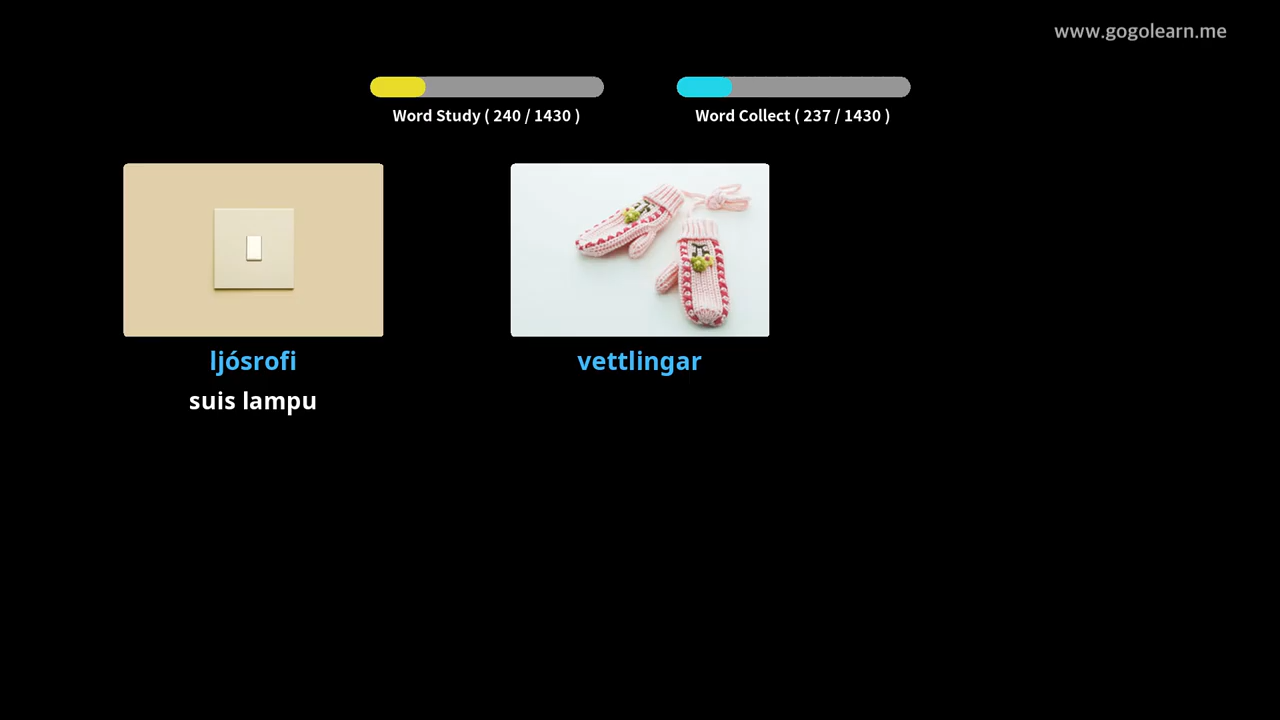 www.gogolearn.me
Word Study ( 240 / 1430 )
Word Collect ( 237 / 1430 )
ljósrofi
vettlingar
suis lampu